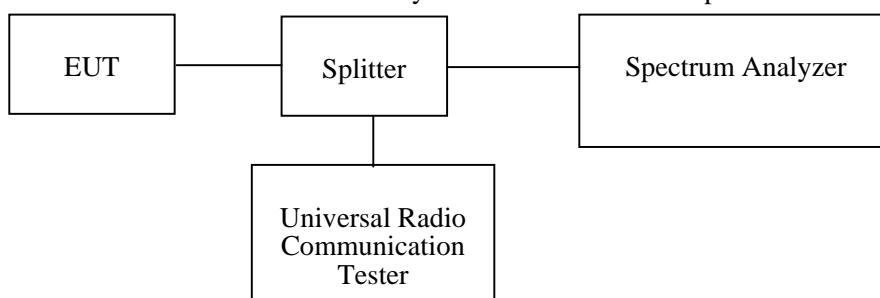 EUT
Splitter
Spectrum Analyzer
Universal Radio
Communication
Tester